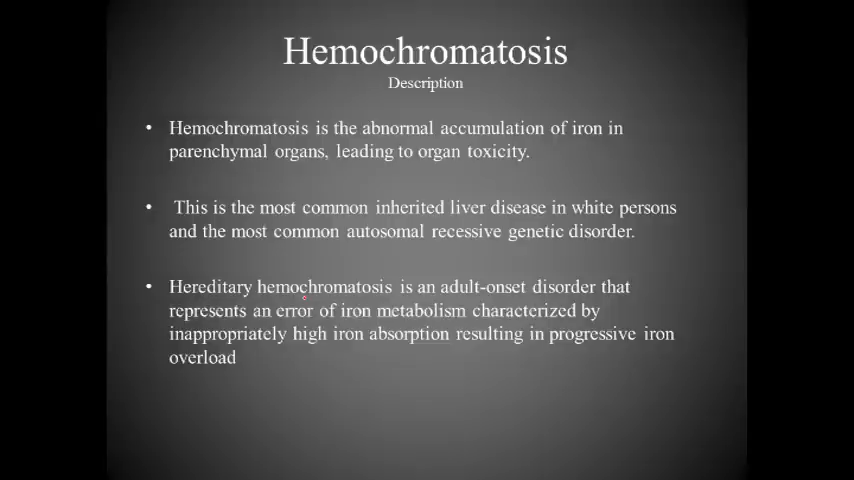 Hemochromatosis
Description
• Hemochromatosis is the abnormal accumulation of iron in
parenchymal organs, leading to organ toxicity.
• This is the most common inherited liver disease in white persons
and the most common autosomal recessive genetic disorder.
• Hereditary hemochromatosis is an adult-onset disorder that
represents an error of iron metabolism characterized by
inappropriately high iron absorption resulting in progressive iron
overload